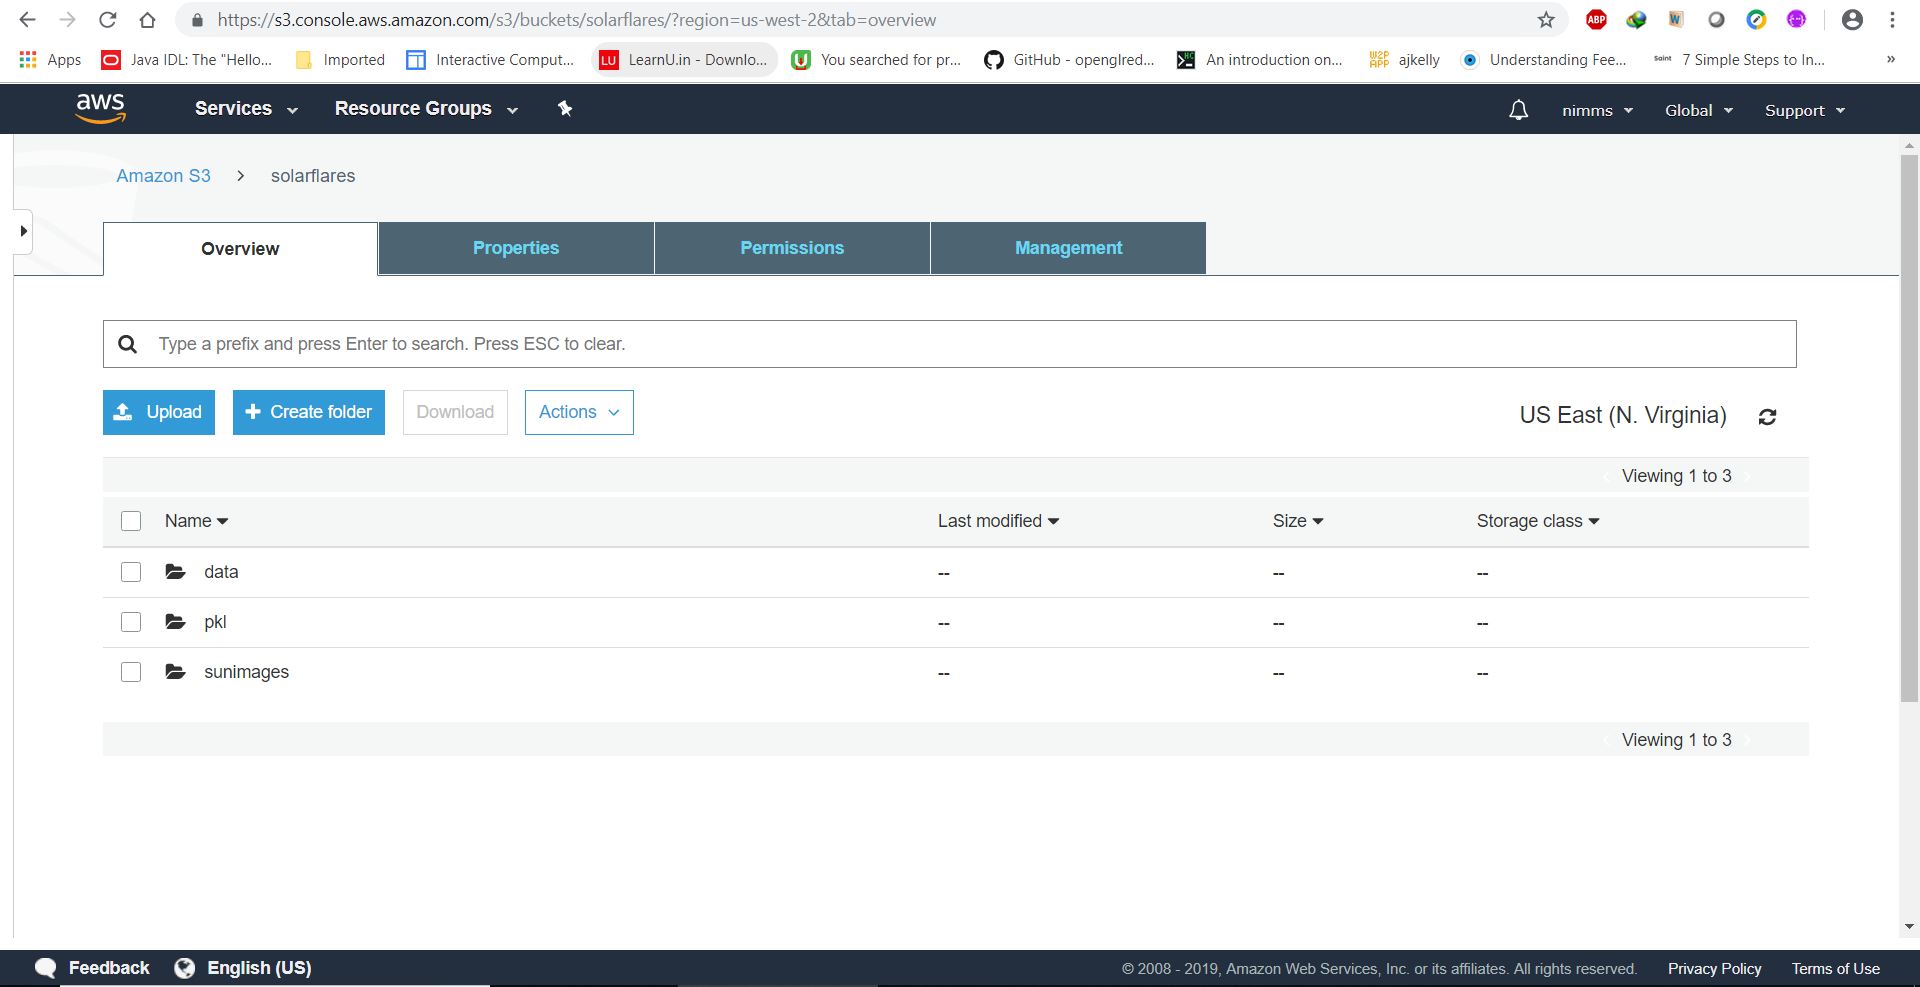 https://s3.console.aws.amazon.com/s3/buckets/solarflares/?region=us-west-2&tab=overview ABP
Apps Java IDL: The "Hello... Imported Interactive Comput... LU LearnU.in - Downlo... You searched for pr... GitHub - openglred... An introduction on... W2P APP ajkelly Understanding Fee... Saint 7 Simple Steps to In... »
aws Services Resource Groups nimms Global Support
Amazon S3 > solarflares
Overview Properties Permissions Management
Type a prefix and press Enter to search. Press ESC to clear.
Upload + Create folder Download Actions US East (N. Virginia)
Viewing 1 to 3
Name Last modified Size Storage class
data -- -- --
pkl -- -- --
sunimages -- -- --
Viewing 1 to 3
Feedback English (US) © 2008 - 2019, Amazon Web Services, Inc. or its affiliates. All rights reserved. Privacy Policy Terms of Use